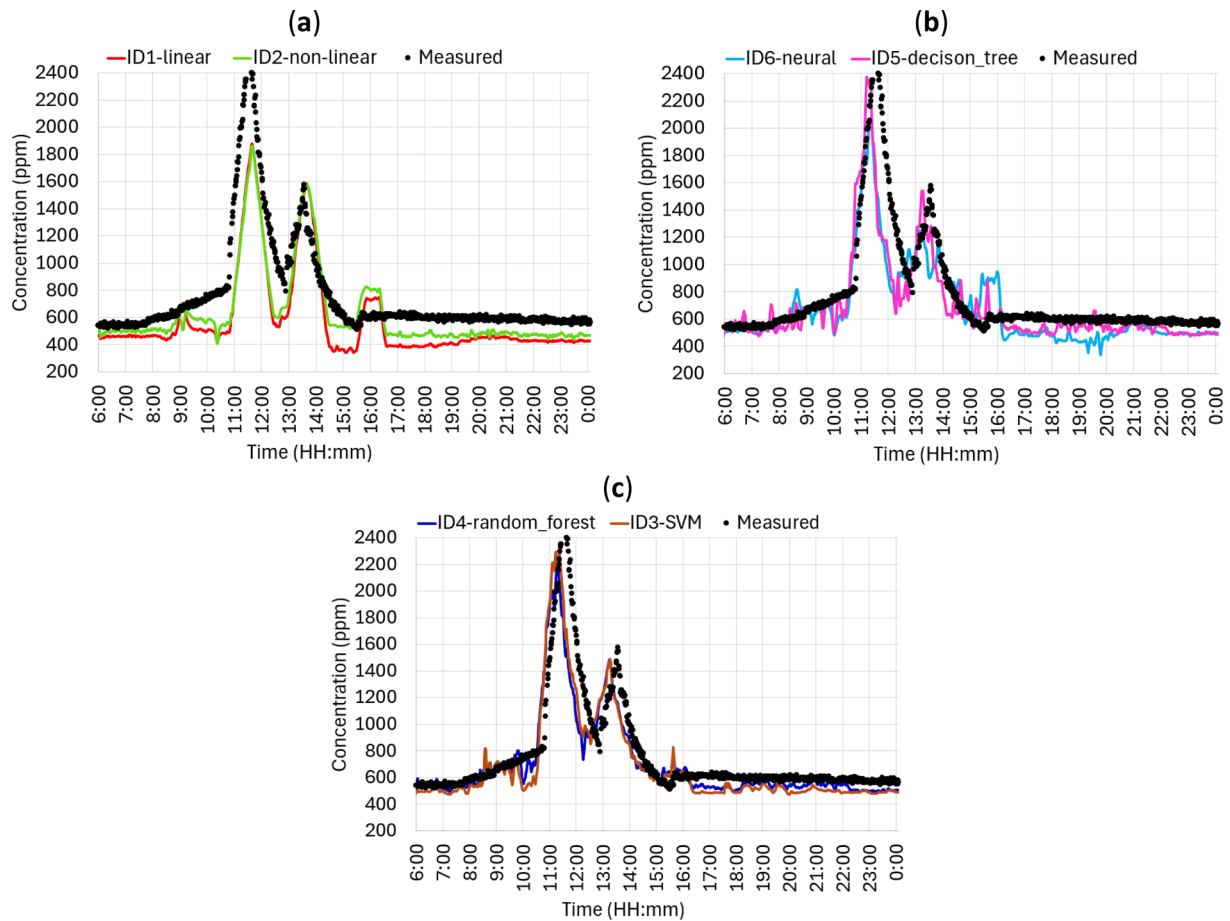 (a)
ID1-linear ID2-non-linear Measured
Concentration (ppm)
2400
2200
2000
1800
1600
1400
1200
1000
800
600
400
200
6:00 7:00 8:00 9:00 10:00 11:00 12:00 13:00 14:00 15:00 16:00 17:00 18:00 19:00 20:00 21:00 22:00 23:00 0:00
Time (HH:mm)
(b)
ID6-neural ID5-decison_tree Measured
Concentration (ppm)
2400
2200
2000
1800
1600
1400
1200
1000
800
600
400
200
6:00 7:00 8:00 9:00 10:00 11:00 12:00 13:00 14:00 15:00 16:00 17:00 18:00 19:00 20:00 21:00 22:00 23:00 0:00
Time (HH:mm)
(c)
ID4-random_forest ID3-SVM Measured
Concentration (ppm)
2400
2200
2000
1800
1600
1400
1200
1000
800
600
400
200
6:00 7:00 8:00 9:00 10:00 11:00 12:00 13:00 14:00 15:00 16:00 17:00 18:00 19:00 20:00 21:00 22:00 23:00 0:00
Time (HH:mm)